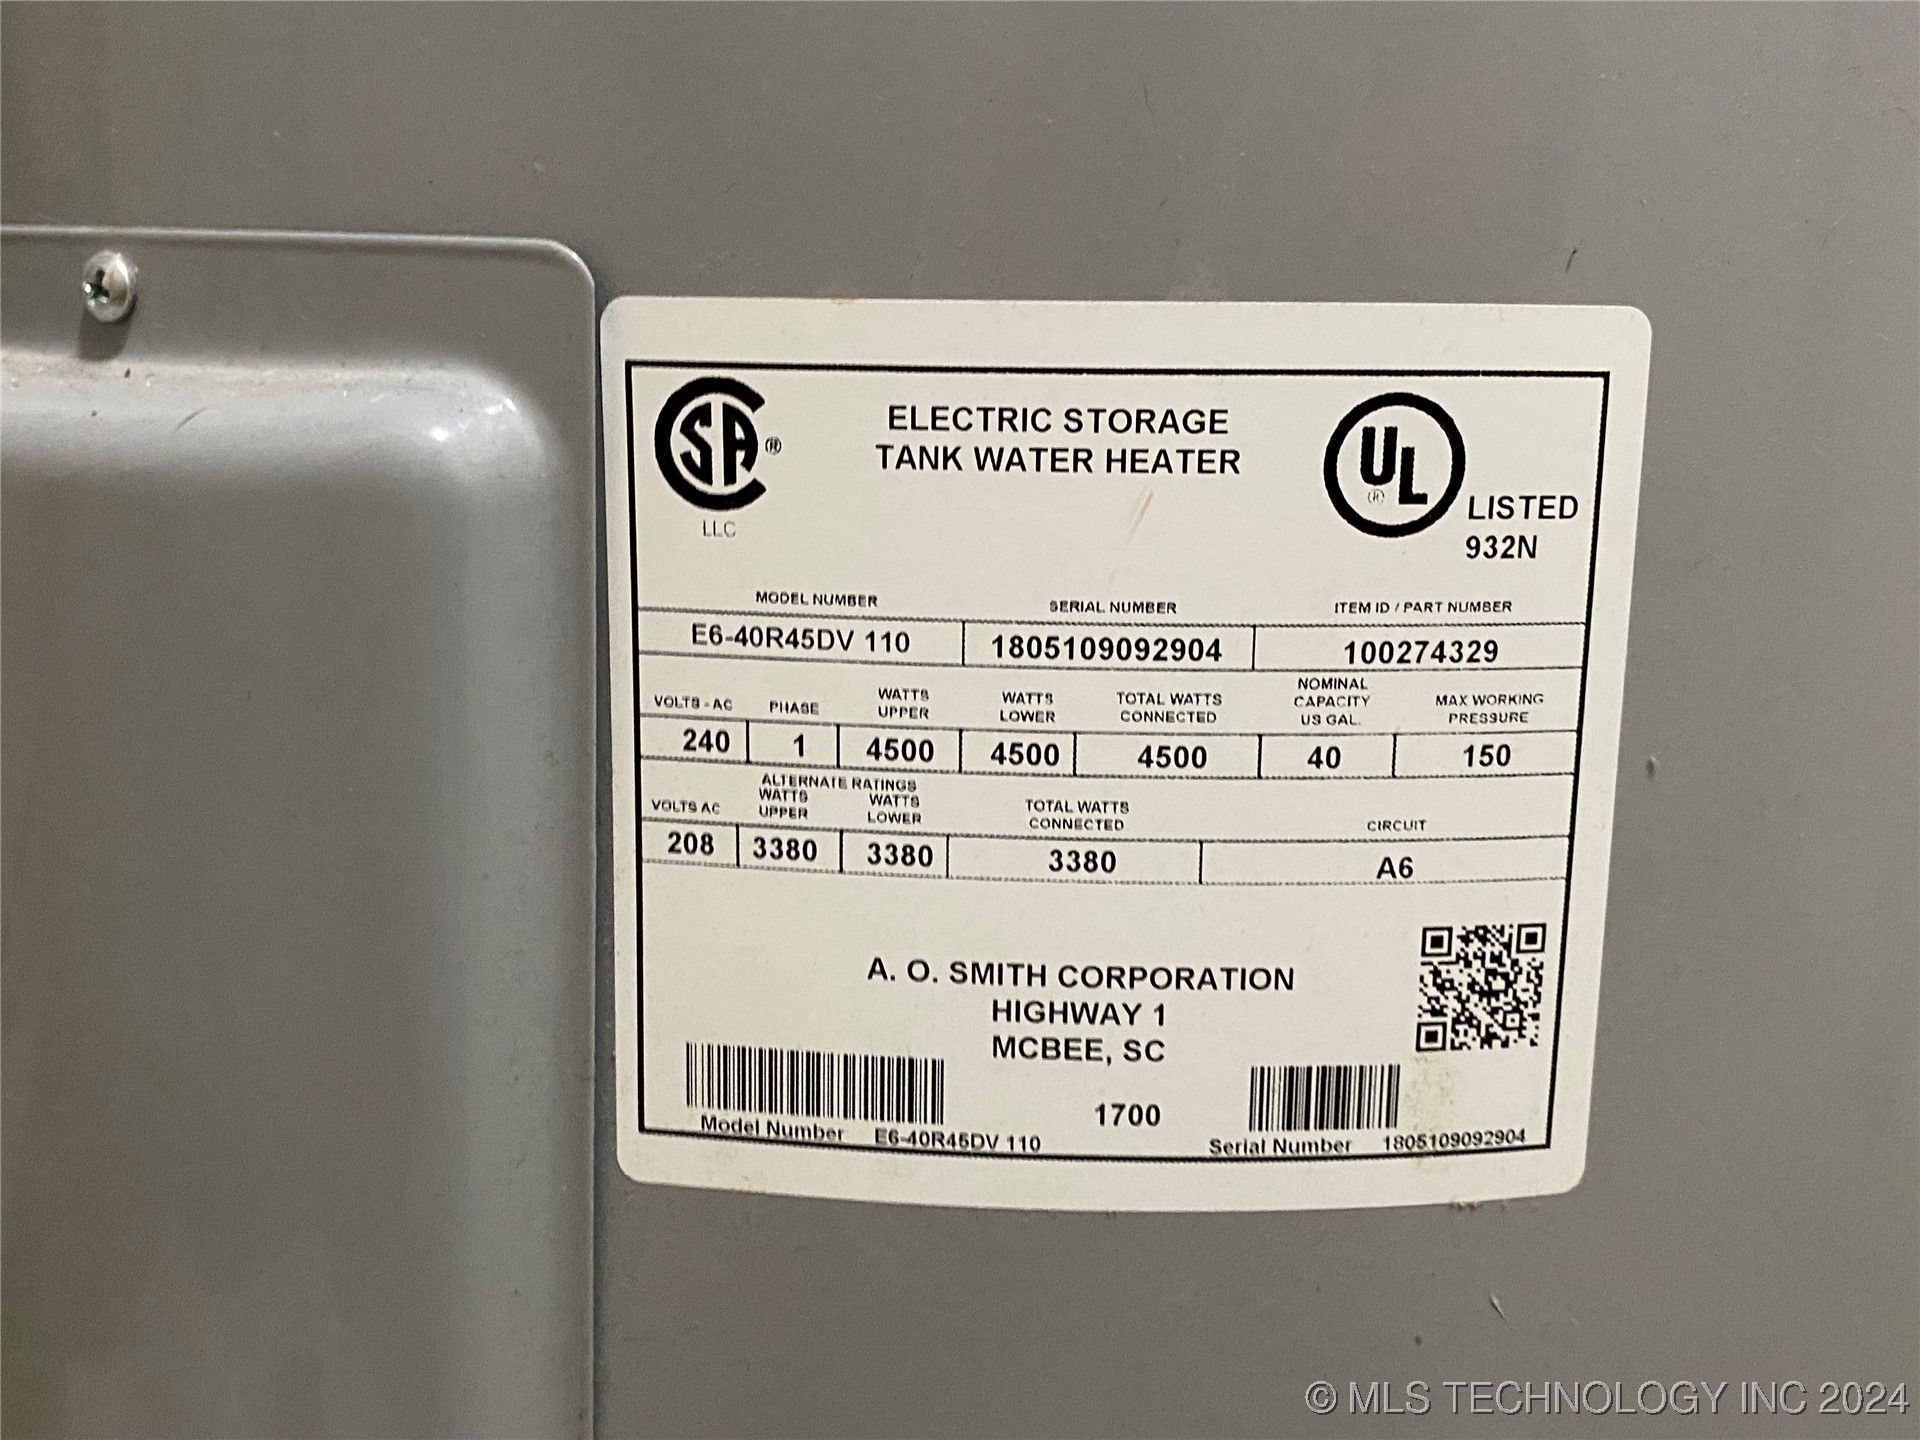 SA ®
LLC
ELECTRIC STORAGE
TANK WATER HEATER
UL ®
LISTED
932N
MODEL NUMBER SERIAL NUMBER ITEM ID / PART NUMBER
E6-40R45DV 110 1805109092904 100274329
VOLTS - AC PHASE WATTS UPPER WATTS LOWER TOTAL WATTS CONNECTED NOMINAL CAPACITY US GAL. MAX WORKING PRESSURE
240 1 4500 4500 4500 40 150
ALTERNATE RATINGS
VOLTS AC WATTS UPPER WATTS LOWER TOTAL WATTS CONNECTED CIRCUIT
208 3380 3380 3380 A6
A. O. SMITH CORPORATION
HIGHWAY 1
MCBEE, SC
1700
Model Number E6-40R45DV 110
Serial Number 1805109092904
© MLS TECHNOLOGY INC 2024